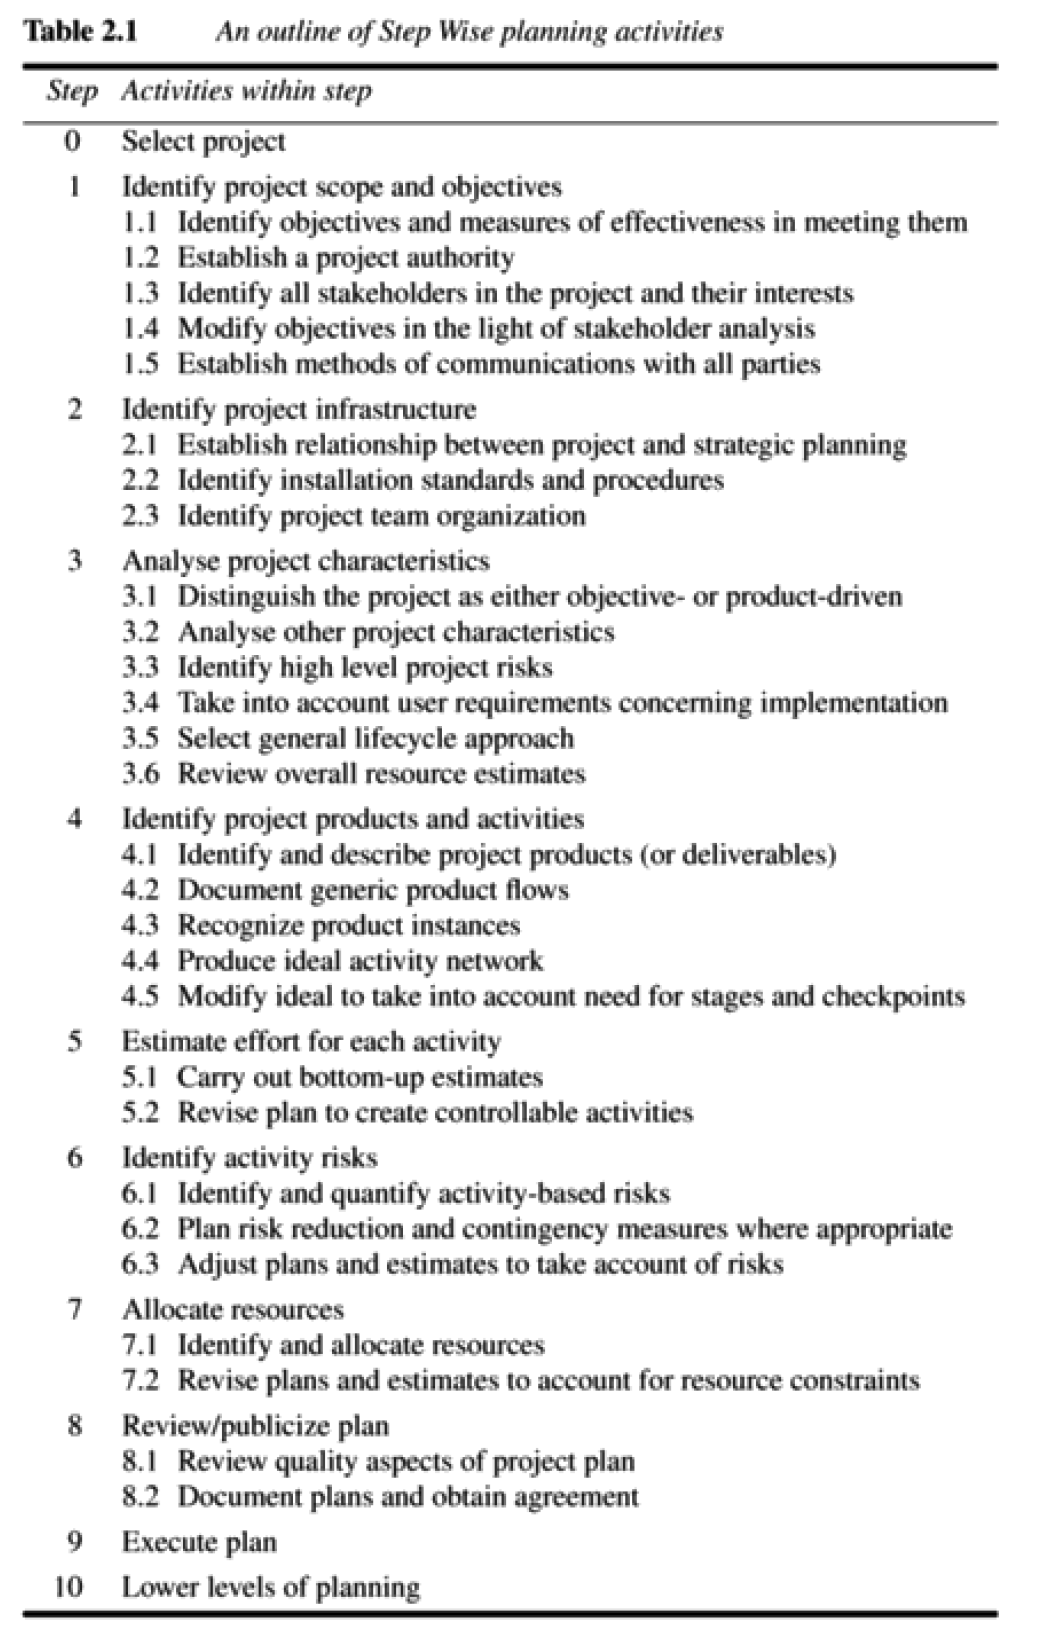 Table 2.1 An outline of Step Wise planning activities
Step Activities within step
0 Select project
1 Identify project scope and objectives
1.1 Identify objectives and measures of effectiveness in meeting them
1.2 Establish a project authority
1.3 Identify all stakeholders in the project and their interests
1.4 Modify objectives in the light of stakeholder analysis
1.5 Establish methods of communications with all parties
2 Identify project infrastructure
2.1 Establish relationship between project and strategic planning
2.2 Identify installation standards and procedures
2.3 Identify project team organization
3 Analyse project characteristics
3.1 Distinguish the project as either objective- or product-driven
3.2 Analyse other project characteristics
3.3 Identify high level project risks
3.4 Take into account user requirements concerning implementation
3.5 Select general lifecycle approach
3.6 Review overall resource estimates
4 Identify project products and activities
4.1 Identify and describe project products (or deliverables)
4.2 Document generic product flows
4.3 Recognize product instances
4.4 Produce ideal activity network
4.5 Modify ideal to take into account need for stages and checkpoints
5 Estimate effort for each activity
5.1 Carry out bottom-up estimates
5.2 Revise plan to create controllable activities
6 Identify activity risks
6.1 Identify and quantify activity-based risks
6.2 Plan risk reduction and contingency measures where appropriate
6.3 Adjust plans and estimates to take account of risks
7 Allocate resources
7.1 Identify and allocate resources
7.2 Revise plans and estimates to account for resource constraints
8 Review/publicize plan
8.1 Review quality aspects of project plan
8.2 Document plans and obtain agreement
9 Execute plan
10 Lower levels of planning